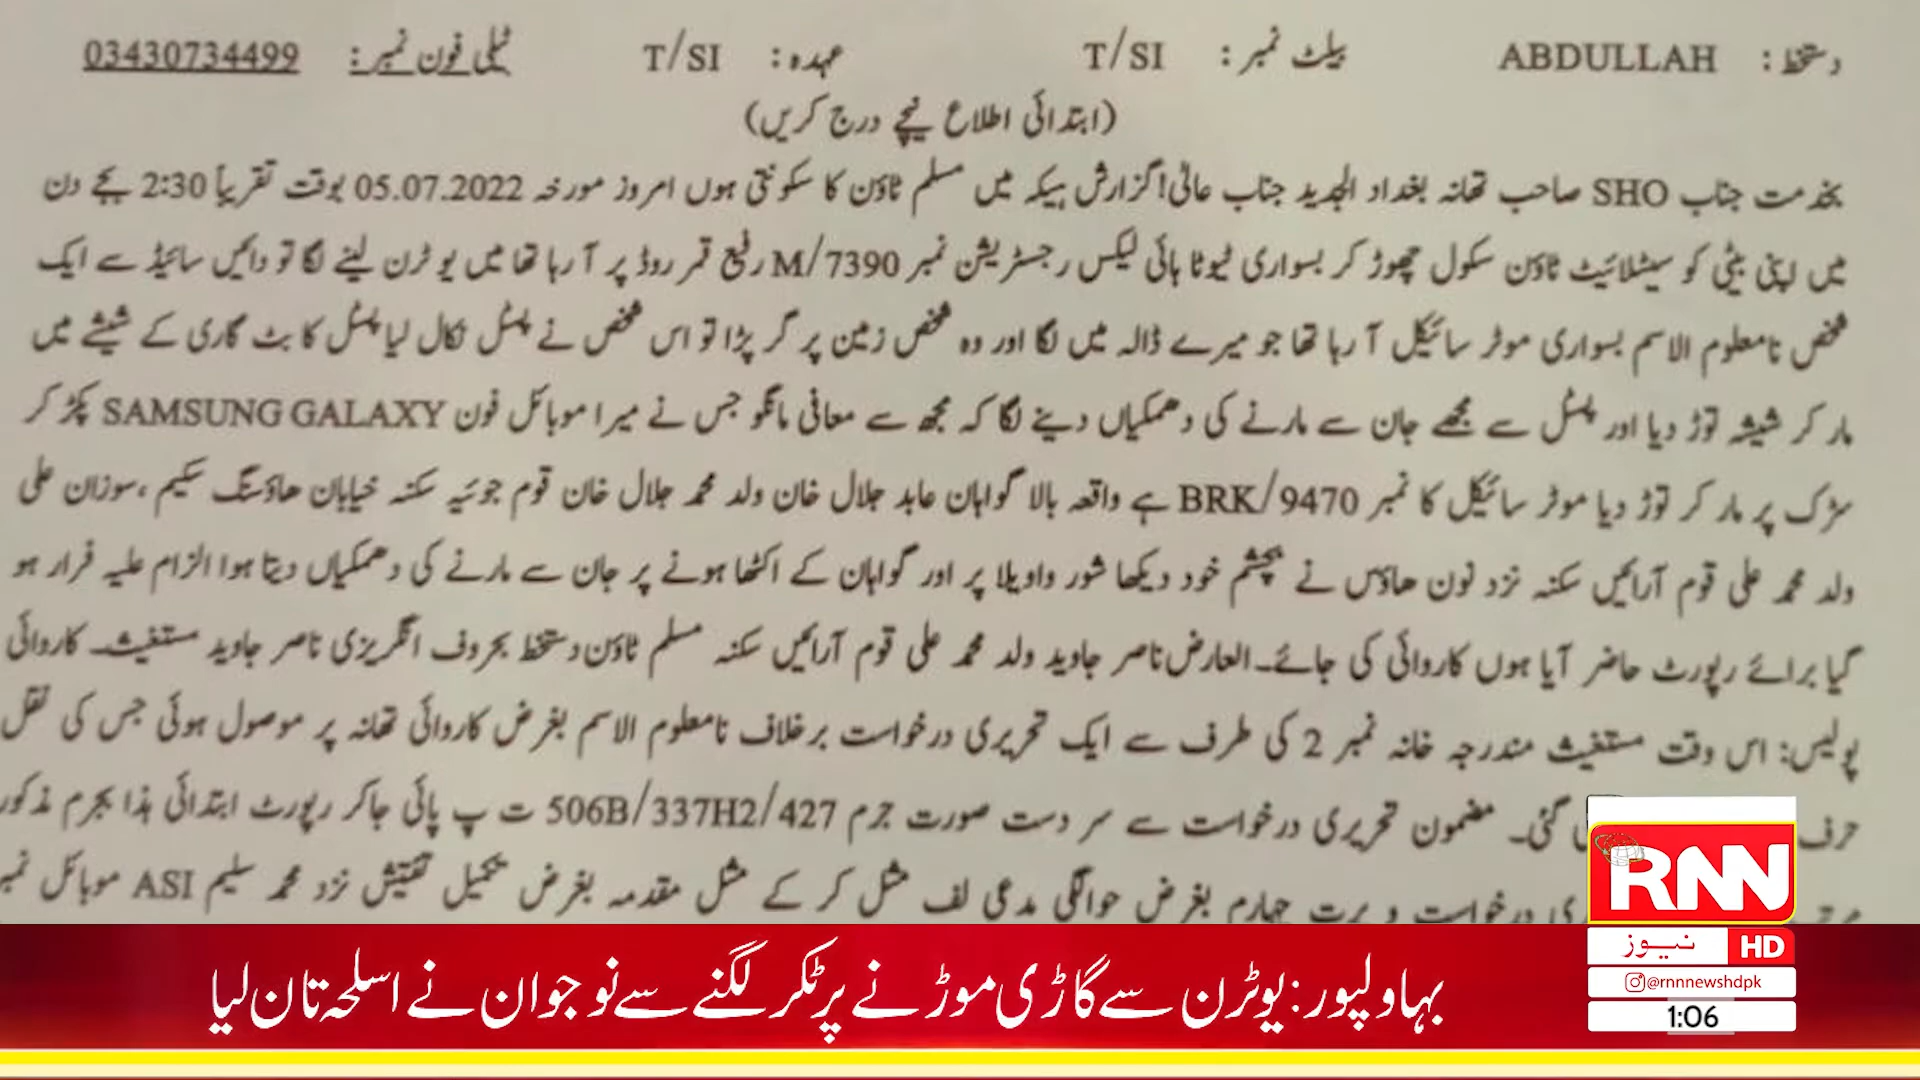 دستخط: ABDULLAH بیلٹ نمبر: T/SI عہدہ: T/SI ٹیلی فون نمبر: 03430734499
(ابتدائی اطلاع نیچے درج کریں)
بخدمت جناب SHO صاحب تھانہ بغداد الجدید جناب عالی!گزارش ہیکہ میں مسلم ٹاؤن کا سکونتی ہوں امروز مورخہ 05.07.2022 بوقت تقریباً 2:30 بجے دن
میں اپنی بیٹی کو سیٹلائیٹ ٹاؤن سکول چھوڑ کر بسواری ٹیوٹا ہائی لیکس رجسٹریشن نمبر M/7390 رفیع قمر روڈ پر آ رہا تھا میں یو ٹرن لینے لگا تو دائیں سائیڈ سے ایک
شخص نامعلوم الاسم بسواری موٹر سائیکل آ رہا تھا جو میرے ڈالہ میں لگا اور وہ شخص زمین پر گر پڑا تو اس شخص نے پسٹل نکال لیا پسٹل کا بٹ گاری کے شیشے میں
مار کر شیشہ توڑ دیا اور پسٹل سے مجھے جان سے مارنے کی دھمکیاں دینے لگا کہ مجھ سے معافی مانگو جس نے میرا موبائل فون SAMSUNG GALAXY پکڑ کر
سڑک پر مار کر توڑ دیا موٹر سائیکل کا نمبر BRK/9470 ہے واقعہ بالا گواہان عابد جلال خان ولد محمد جلال خان قوم جوئیہ سکنہ خیابان ھاؤسنگ سکیم ،سوزان علی
ولد محمد علی قوم آرائیں سکنہ نزد نون ھاؤس نے بچشم خود دیکھا شور واویلا پر اور گواہان کے اکٹھا ہونے پر جان سے مارنے کی دھمکیاں دیتا ہوا الزام علیہ فرار ہو
گیا برائے رپورٹ حاضر آیا ہوں کاروائی کی جائے۔العارض ناصر جاوید ولد محمد علی قوم آرائیں سکنہ مسلم ٹاؤن دستخط بحروف انگریزی ناصر جاوید مستغیث۔ کاروائی
پولیس: اس وقت مستغیث مندرجہ خانہ نمبر 2 کی طرف سے ایک تحریری درخواست برخلاف نامعلوم الاسم بغرض کاروائی تھانہ پر موصول ہوئی جس کی نقل
حرف گئی۔ مضمون تحریری درخواست سے سر دست صورت جرم 506B/337H2/427 ت پ پائی جاکر رپورٹ ابتدائی ہذا بجرم مذکور
درخواست و پرت چہارم بغرض حوالگی مدعی لف مثل کر کے مثل مقدمہ بغرض تکمیل تفتیش نزد محمد سلیم ASI موبائل نمبر
RNN
نیوز HD
@rnnnewshdpk
1:06
بہاولپور: یوٹرن سے گاڑی موڑنے پر ٹکر لگنے سے نوجوان نے اسلحہ تان لیا